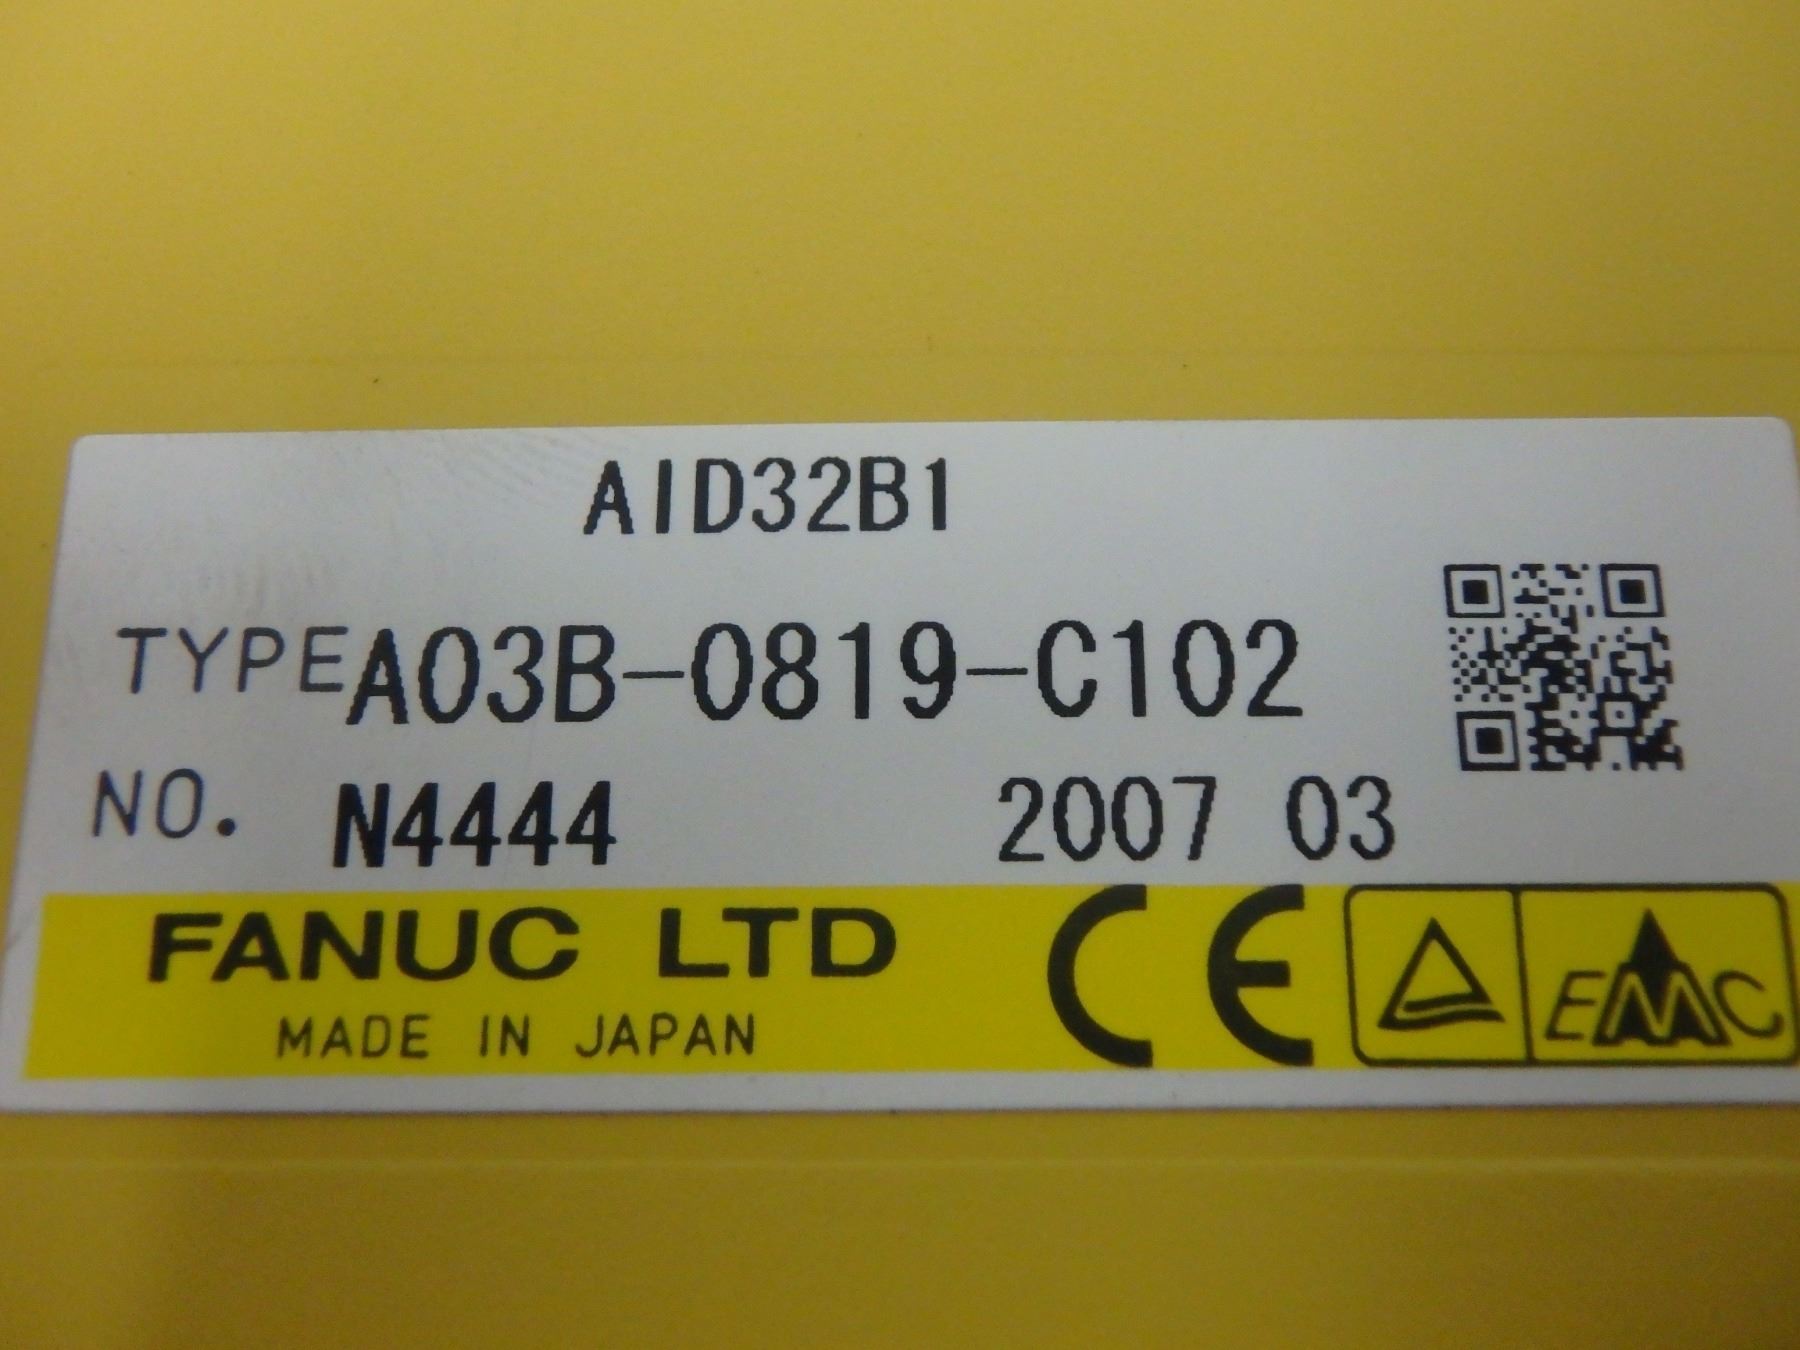 AID32B1
TYPE A03B-0819-C102
NO. N4444 2007 03
FANUC LTD
MADE IN JAPAN
CE
EMC